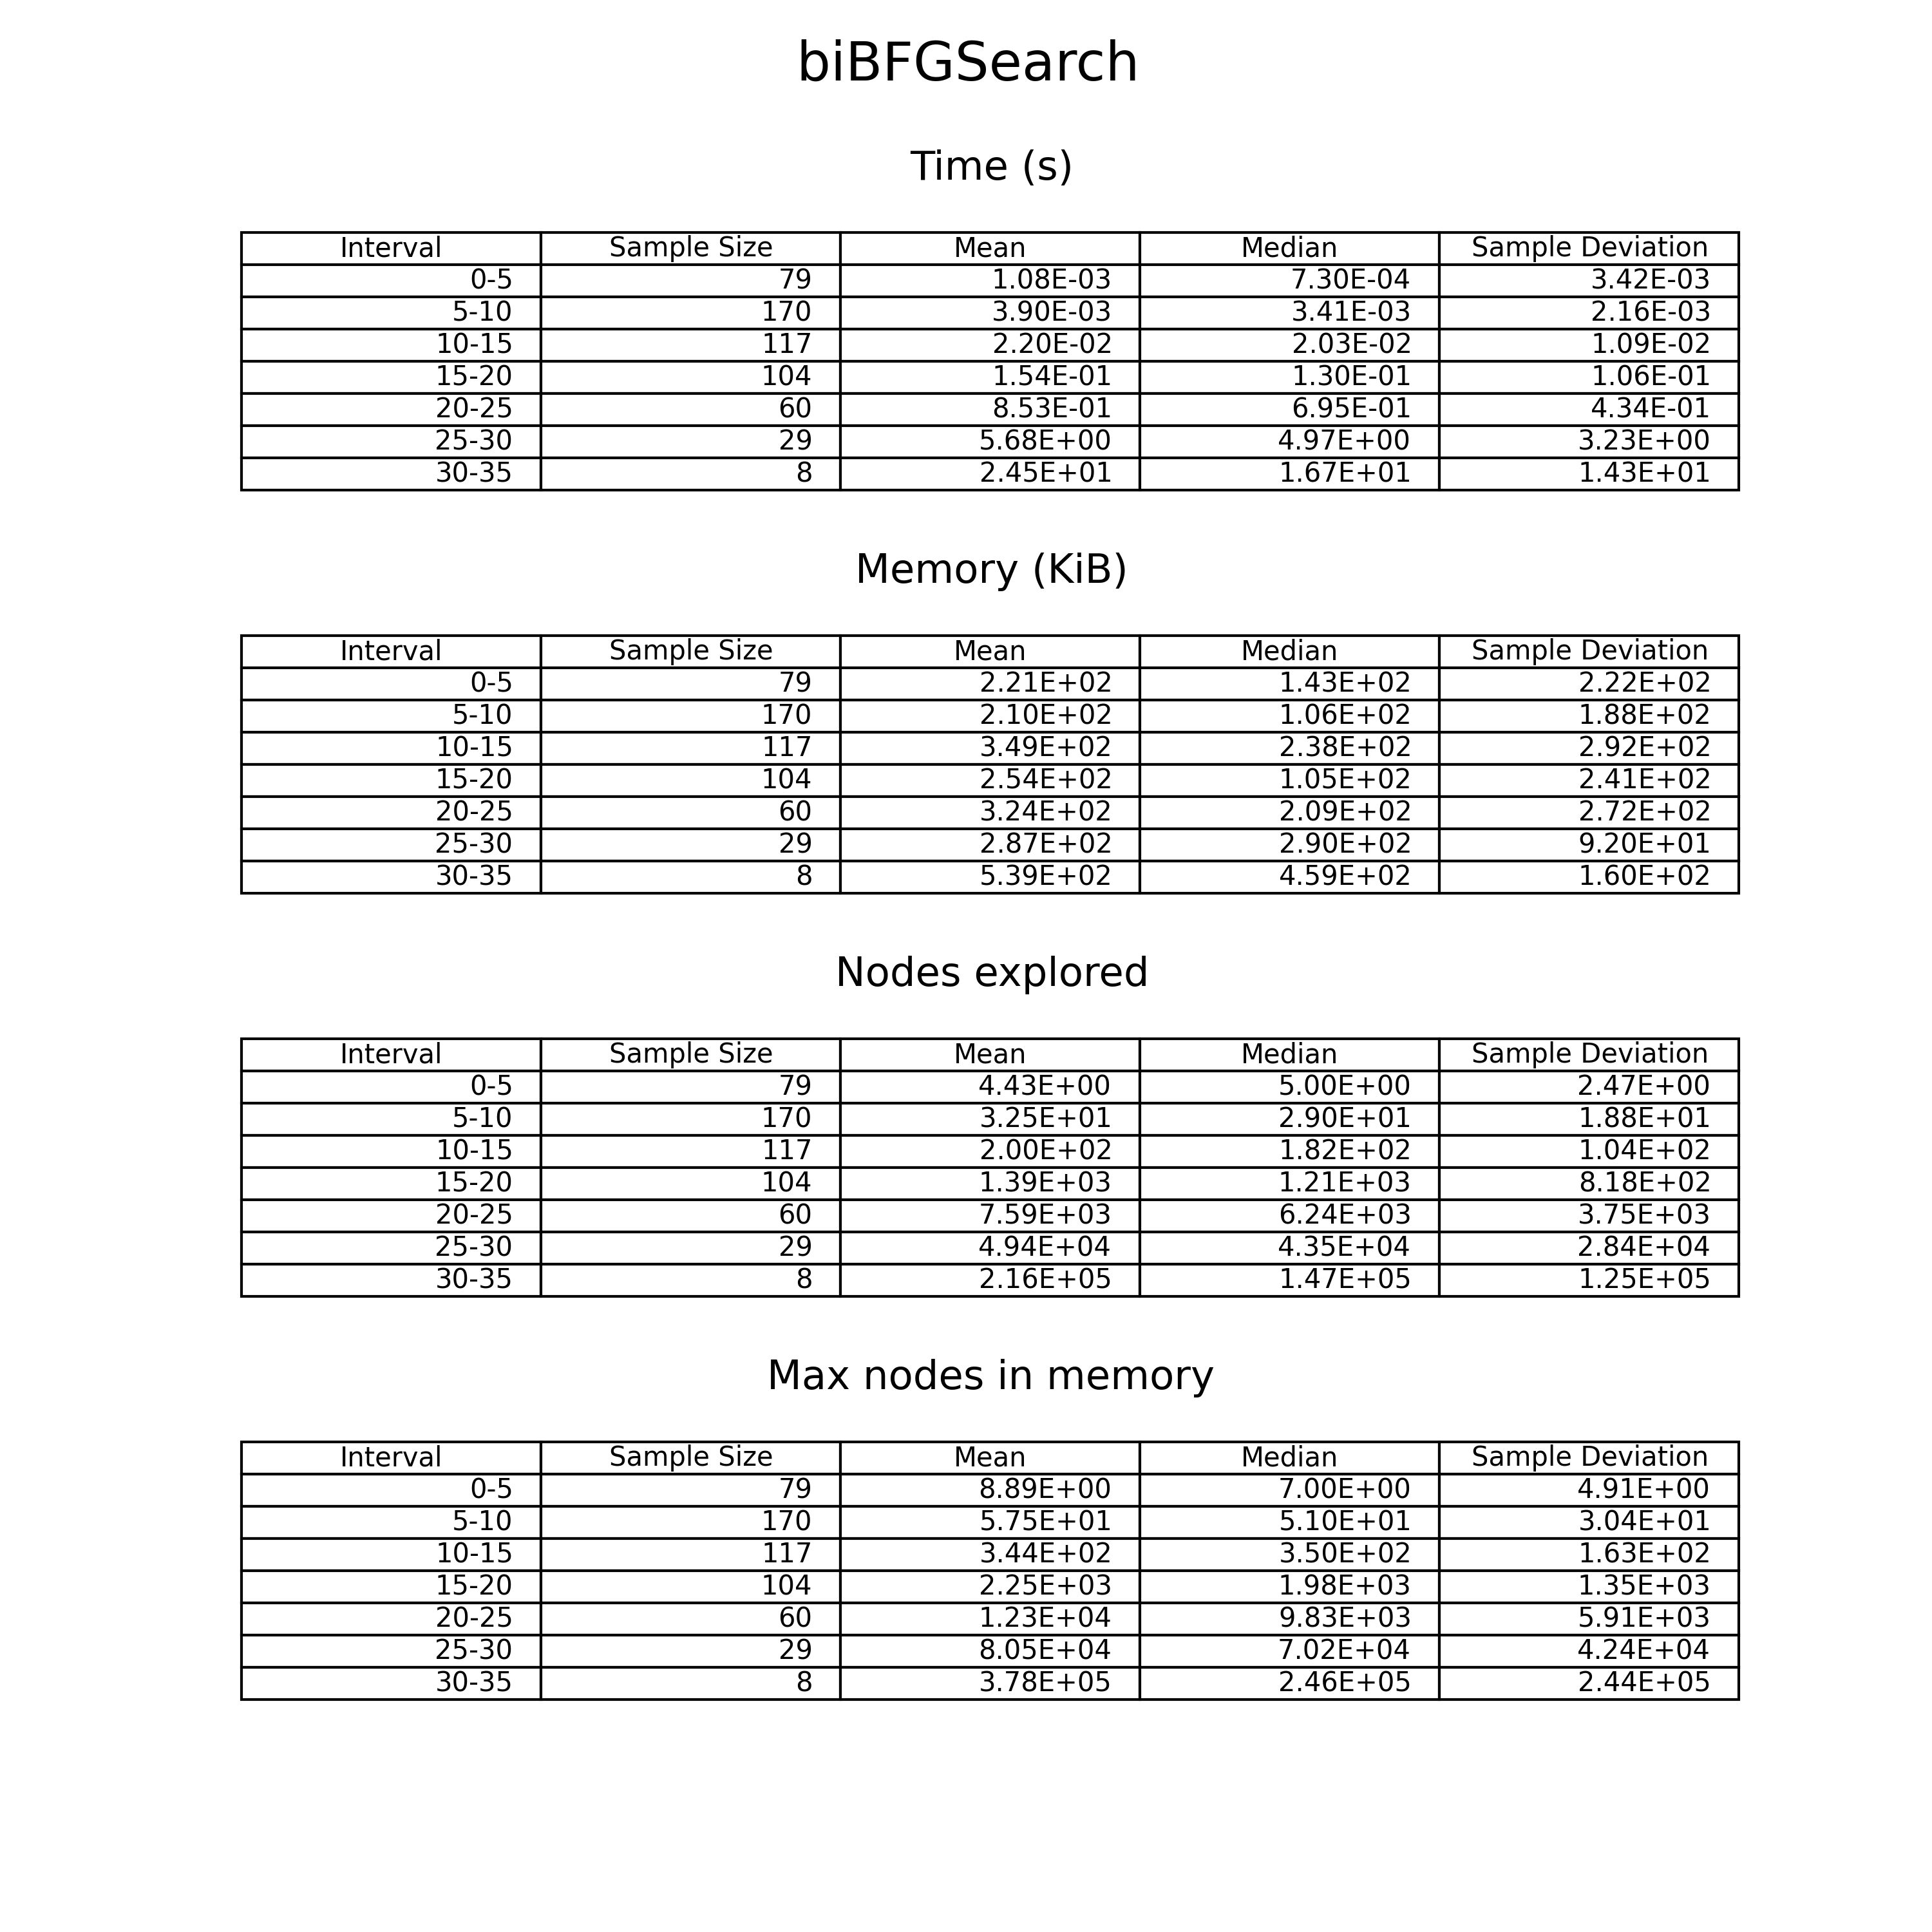 biBFGSearch
Time (s)
Interval Sample Size Mean Median Sample Deviation
0-5 79 1.08E-03 7.30E-04 3.42E-03
5-10 170 3.90E-03 3.41E-03 2.16E-03
10-15 117 2.20E-02 2.03E-02 1.09E-02
15-20 104 1.54E-01 1.30E-01 1.06E-01
20-25 60 8.53E-01 6.95E-01 4.34E-01
25-30 29 5.68E+00 4.97E+00 3.23E+00
30-35 8 2.45E+01 1.67E+01 1.43E+01
Memory (KiB)
Interval Sample Size Mean Median Sample Deviation
0-5 79 2.21E+02 1.43E+02 2.22E+02
5-10 170 2.10E+02 1.06E+02 1.88E+02
10-15 117 3.49E+02 2.38E+02 2.92E+02
15-20 104 2.54E+02 1.05E+02 2.41E+02
20-25 60 3.24E+02 2.09E+02 2.72E+02
25-30 29 2.87E+02 2.90E+02 9.20E+01
30-35 8 5.39E+02 4.59E+02 1.60E+02
Nodes explored
Interval Sample Size Mean Median Sample Deviation
0-5 79 4.43E+00 5.00E+00 2.47E+00
5-10 170 3.25E+01 2.90E+01 1.88E+01
10-15 117 2.00E+02 1.82E+02 1.04E+02
15-20 104 1.39E+03 1.21E+03 8.18E+02
20-25 60 7.59E+03 6.24E+03 3.75E+03
25-30 29 4.94E+04 4.35E+04 2.84E+04
30-35 8 2.16E+05 1.47E+05 1.25E+05
Max nodes in memory
Interval Sample Size Mean Median Sample Deviation
0-5 79 8.89E+00 7.00E+00 4.91E+00
5-10 170 5.75E+01 5.10E+01 3.04E+01
10-15 117 3.44E+02 3.50E+02 1.63E+02
15-20 104 2.25E+03 1.98E+03 1.35E+03
20-25 60 1.23E+04 9.83E+03 5.91E+03
25-30 29 8.05E+04 7.02E+04 4.24E+04
30-35 8 3.78E+05 2.46E+05 2.44E+05